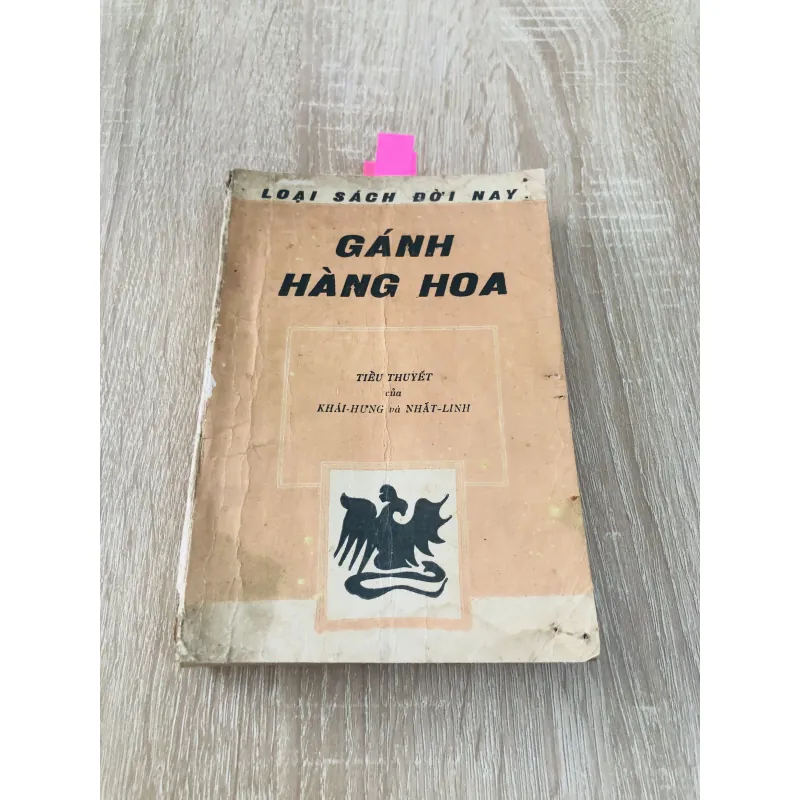 LOẠI SÁCH ĐỜI NAY
GÁNH
HÀNG HOA
TIỂU THUYẾT
của
KHÁI-HƯNG và NHẤT-LINH